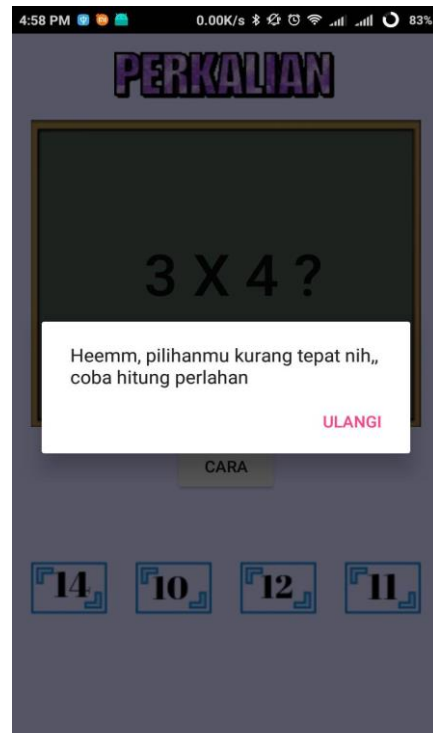 4:58 PM 0.00K/s 83%
PERKALIAN
3 X 4 ?
Heemm, pilihanmu kurang tepat nih,,
coba hitung perlahan
ULANGI
CARA
14 10 12 11